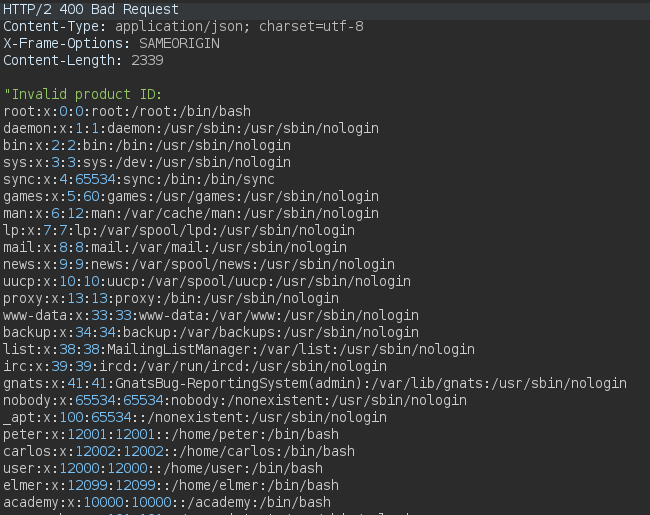 HTTP/2 400 Bad Request
Content-Type: application/json; charset=utf-8
X-Frame-Options: SAMEORIGIN
Content-Length: 2339
"Invalid product ID:
root:x:0:0:root:/root:/bin/bash
daemon:x:1:1:daemon:/usr/sbin:/usr/sbin/nologin
bin:x:2:2:bin:/bin:/usr/sbin/nologin
sys:x:3:3:sys:/dev:/usr/sbin/nologin
sync:x:4:65534:sync:/bin:/bin/sync
games:x:5:60:games:/usr/games:/usr/sbin/nologin
man:x:6:12:man:/var/cache/man:/usr/sbin/nologin
lp:x:7:7:lp:/var/spool/lpd:/usr/sbin/nologin
mail:x:8:8:mail:/var/mail:/usr/sbin/nologin
news:x:9:9:news:/var/spool/news:/usr/sbin/nologin
uucp:x:10:10:uucp:/var/spool/uucp:/usr/sbin/nologin
proxy:x:13:13:proxy:/bin:/usr/sbin/nologin
www-data:x:33:33:www-data:/var/www:/usr/sbin/nologin
backup:x:34:34:backup:/var/backups:/usr/sbin/nologin
list:x:38:38:MailingListManager:/var/list:/usr/sbin/nologin
irc:x:39:39:ircd:/var/run/ircd:/usr/sbin/nologin
gnats:x:41:41:GnatsBug-ReportingSystem(admin):/var/lib/gnats:/usr/sbin/nologin
nobody:x:65534:65534:nobody:/nonexistent:/usr/sbin/nologin
_apt:x:100:65534::/nonexistent:/usr/sbin/nologin
peter:x:12001:12001::/home/peter:/bin/bash
carlos:x:12002:12002::/home/carlos:/bin/bash
user:x:12000:12000::/home/user:/bin/bash
elmer:x:12099:12099::/home/elmer:/bin/bash
academy:x:10000:10000::/academy:/bin/bash